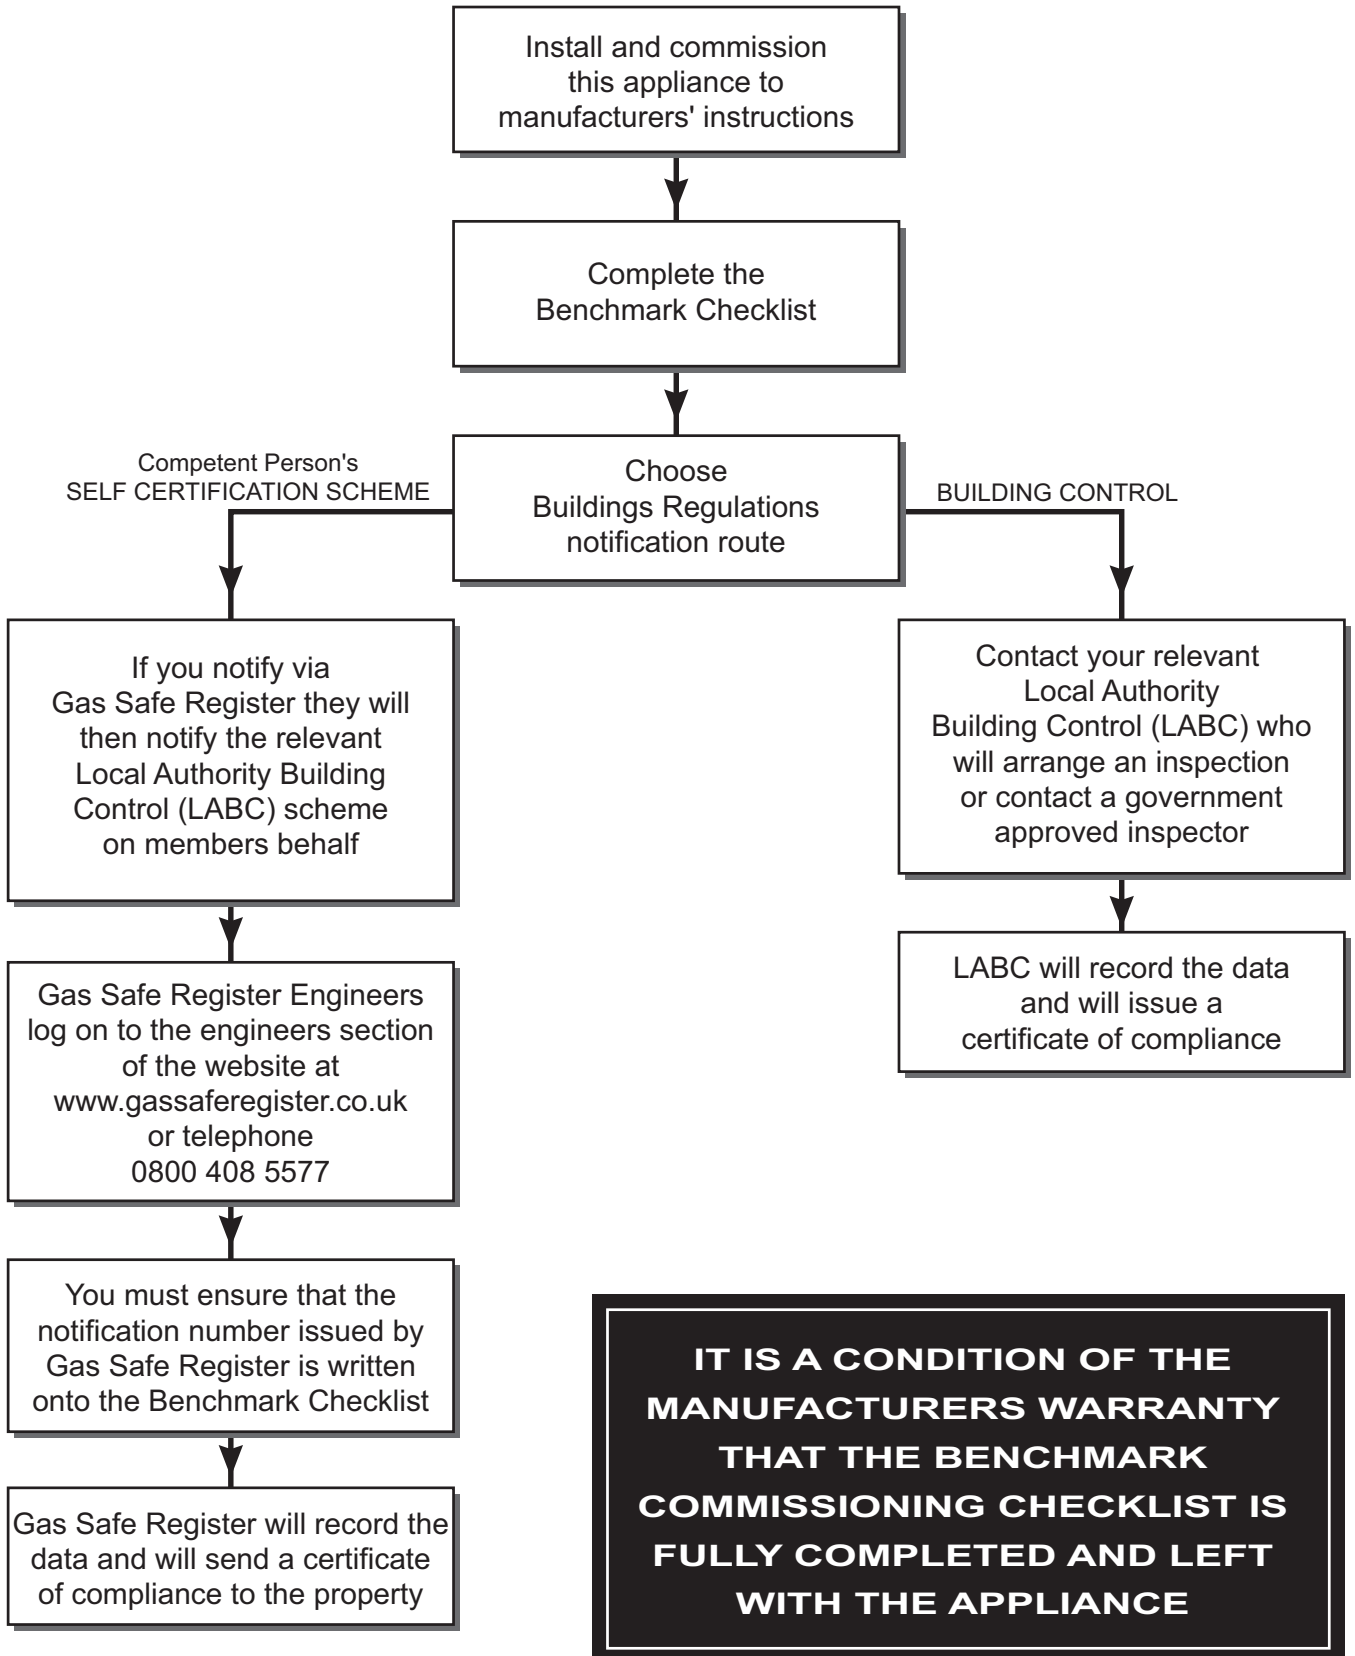 Install and commission
this appliance to
manufacturers' instructions
Complete the
Benchmark Checklist
Choose
Buildings Regulations
notification route
Competent Person's
SELF CERTIFICATION SCHEME
BUILDING CONTROL
If you notify via
Gas Safe Register they will
then notify the relevant
Local Authority Building
Control (LABC) scheme
on members behalf
Gas Safe Register Engineers
log on to the engineers section
of the website at
www.gassaferegister.co.uk
or telephone
0800 408 5577
You must ensure that the
notification number issued by
Gas Safe Register is written
onto the Benchmark Checklist
Gas Safe Register will record the
data and will send a certificate
of compliance to the property
Contact your relevant
Local Authority
Building Control (LABC) who
will arrange an inspection
or contact a government
approved inspector
LABC will record the data
and will issue a
certificate of compliance
IT IS A CONDITION OF THE
MANUFACTURERS WARRANTY
THAT THE BENCHMARK
COMMISSIONING CHECKLIST IS
FULLY COMPLETED AND LEFT
WITH THE APPLIANCE